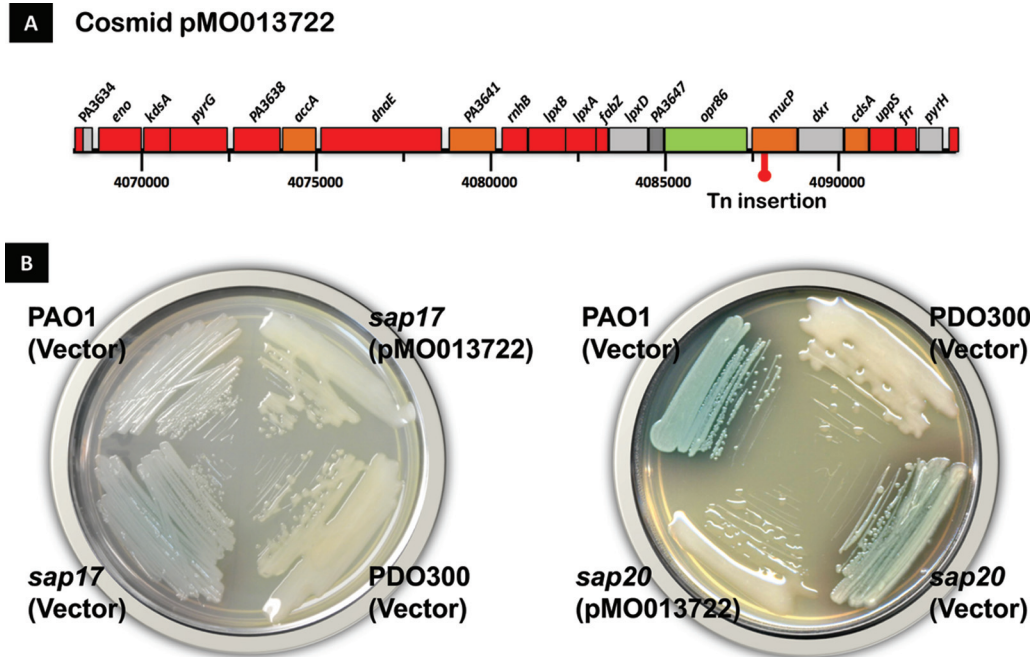 A
Cosmid pMO013722
PA3634 eno kdsA pyrG PA3638 accA dnaE PA3641 rnhB lpxB lpxA fabZ lpxD PA3647 opr86 mucP dxr cdsA uppS frr pyrH
4070000 4075000 4080000 4085000 4090000
Tn insertion
B
PAO1
(Vector)
sap17
(pMO013722)
sap17
(Vector)
PDO300
(Vector)
PAO1
(Vector)
PDO300
(Vector)
sap20
(pMO013722)
sap20
(Vector)